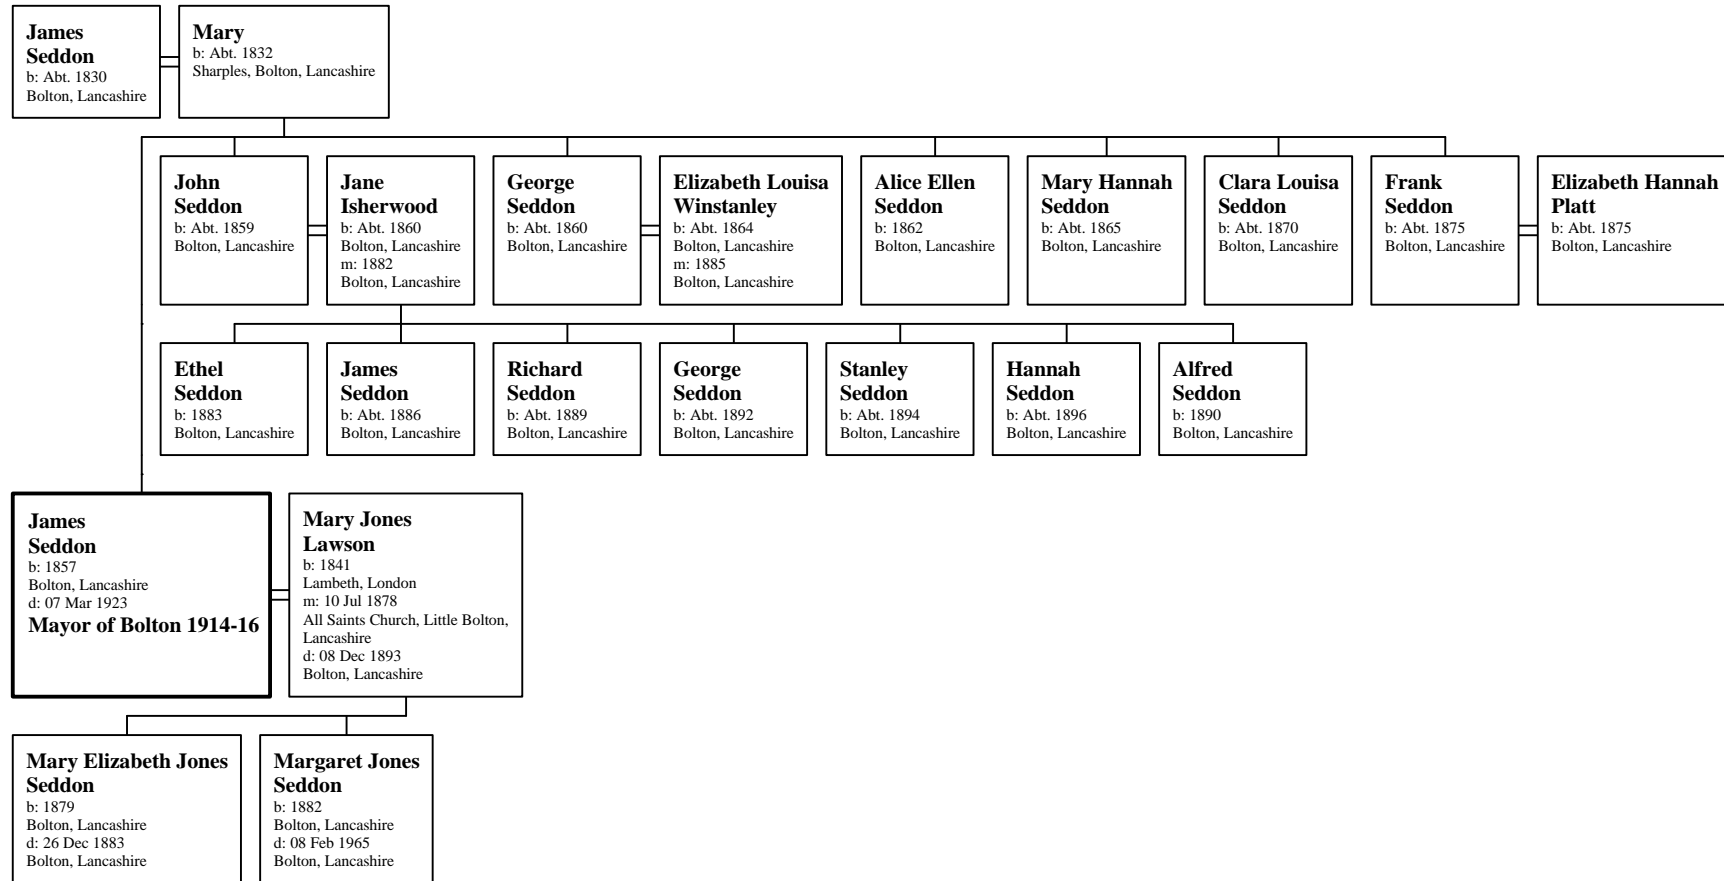 James
Seddon
b: Abt. 1830
Bolton, Lancashire
Mary
b: Abt. 1832
Sharples, Bolton, Lancashire
John
Seddon
b: Abt. 1859
Bolton, Lancashire
Jane
Isherwood
b: Abt. 1860
Bolton, Lancashire
m: 1882
Bolton, Lancashire
George
Seddon
b: Abt. 1860
Bolton, Lancashire
Elizabeth Louisa
Winstanley
b: Abt. 1864
Bolton, Lancashire
m: 1885
Bolton, Lancashire
Alice Ellen
Seddon
b: 1862
Bolton, Lancashire
Mary Hannah
Seddon
b: Abt. 1865
Bolton, Lancashire
Clara Louisa
Seddon
b: Abt. 1870
Bolton, Lancashire
Frank
Seddon
b: Abt. 1875
Bolton, Lancashire
Elizabeth Hannah
Platt
b: Abt. 1875
Bolton, Lancashire
Ethel
Seddon
b: 1883
Bolton, Lancashire
James
Seddon
b: Abt. 1886
Bolton, Lancashire
Richard
Seddon
b: Abt. 1889
Bolton, Lancashire
George
Seddon
b: Abt. 1892
Bolton, Lancashire
Stanley
Seddon
b: Abt. 1894
Bolton, Lancashire
Hannah
Seddon
b: Abt. 1896
Bolton, Lancashire
Alfred
Seddon
b: 1890
Bolton, Lancashire
James
Seddon
b: 1857
Bolton, Lancashire
d: 07 Mar 1923
Mayor of Bolton 1914-16
Mary Jones
Lawson
b: 1841
Lambeth, London
m: 10 Jul 1878
All Saints Church, Little Bolton,
Lancashire
d: 08 Dec 1893
Bolton, Lancashire
Mary Elizabeth Jones
Seddon
b: 1879
Bolton, Lancashire
d: 26 Dec 1883
Bolton, Lancashire
Margaret Jones
Seddon
b: 1882
Bolton, Lancashire
d: 08 Feb 1965
Bolton, Lancashire